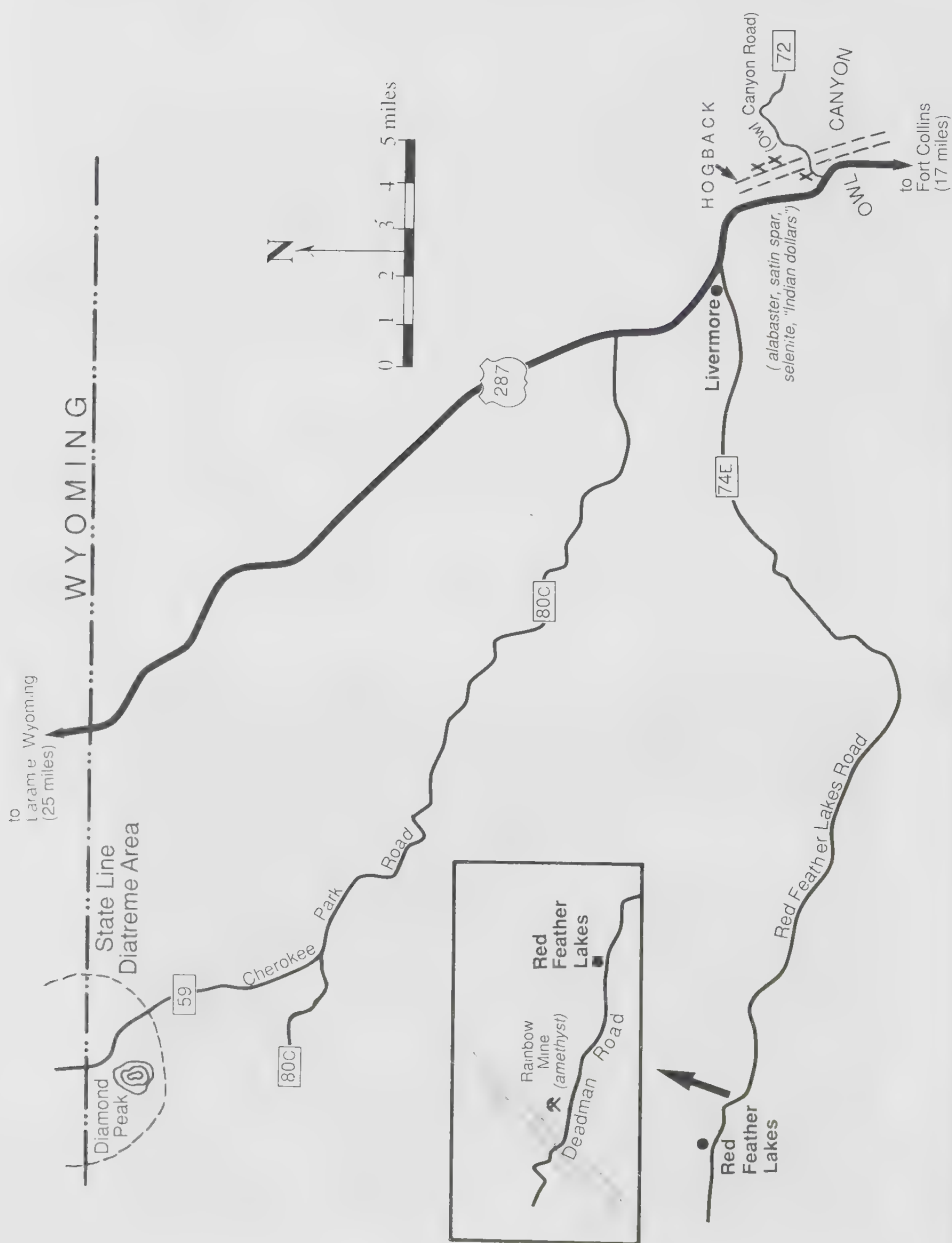 to
Laramie Wyoming
(25 miles)
WYOMING
State Line
Diatreme Area
Diamond
Peak
59
Cherokee Park Road
80C
80C
287
N
0 1 2 3 4 5 miles
HOGBACK
(Owl Canyon Road)
72
OWL CANYON
to
Fort Collins
(17 miles)
Livermore
(alabaster, satin spar,
selenite, "Indian dollars")
74E
Red Feather Lakes Road
Red
Feather
Lakes
Rainbow
Mine
(amethyst)
Deadman Road
Red
Feather
Lakes